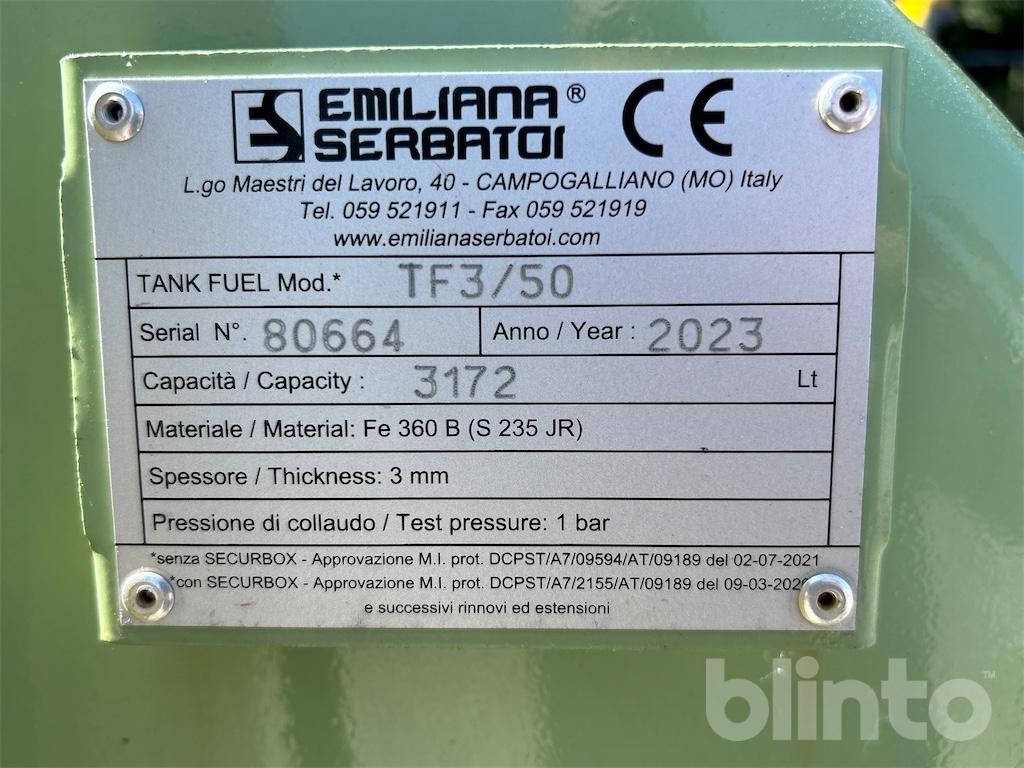 EMILIANA® CE
SERBATOI
L.go Maestri del Lavoro, 40 - CAMPOGALLIANO (MO) Italy
Tel. 059 521911 - Fax 059 521919
www.emilianaserbatoi.com
TANK FUEL Mod.* TF3/50
Serial N°. 80664 Anno / Year : 2023
Capacità / Capacity : 3172 Lt
Materiale / Material: Fe 360 B (S 235 JR)
Spessore / Thickness: 3 mm
Pressione di collaudo / Test pressure: 1 bar
*senza SECURBOX - Approvazione M.I. prot. DCPST/A7/09594/AT/09189 del 02-07-2021
*con SECURBOX - Approvazione M.I. prot. DCPST/A7/2155/AT/09189 del
e successivi rinnovi ed estensioni
blinto™